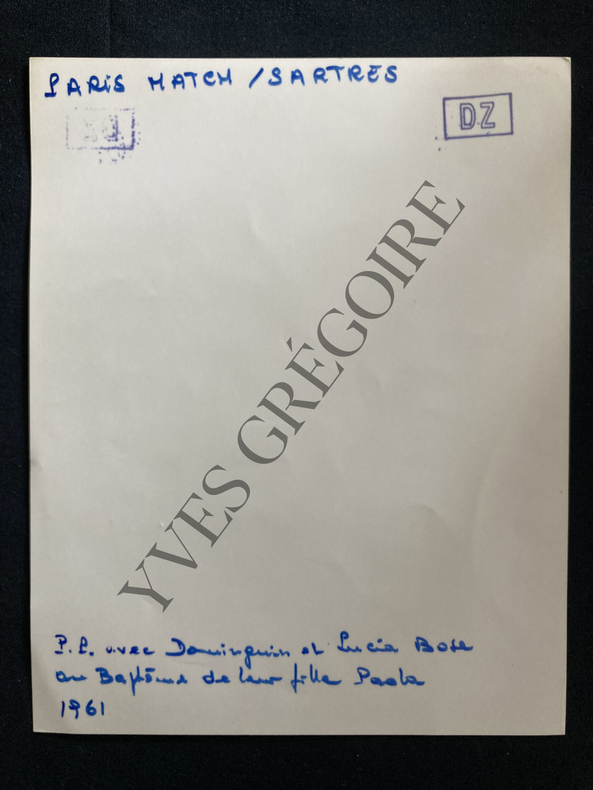 PARIS MATCH / SARTRES
DZ
YVES GRÉGOIRE
P.P. avec Dominguin et Lucia Bose
au Baptême de leur fille Paola
1961